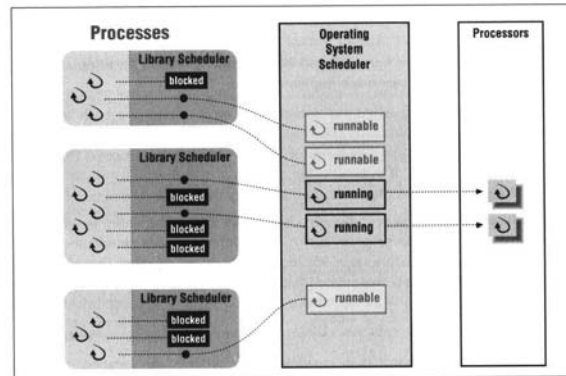 Processes
Operating
System
Scheduler
Processors
Library Scheduler
blocked
runnable
runnable
Library Scheduler
blocked
blocked
blocked
running
running
Library Scheduler
blocked
blocked
runnable